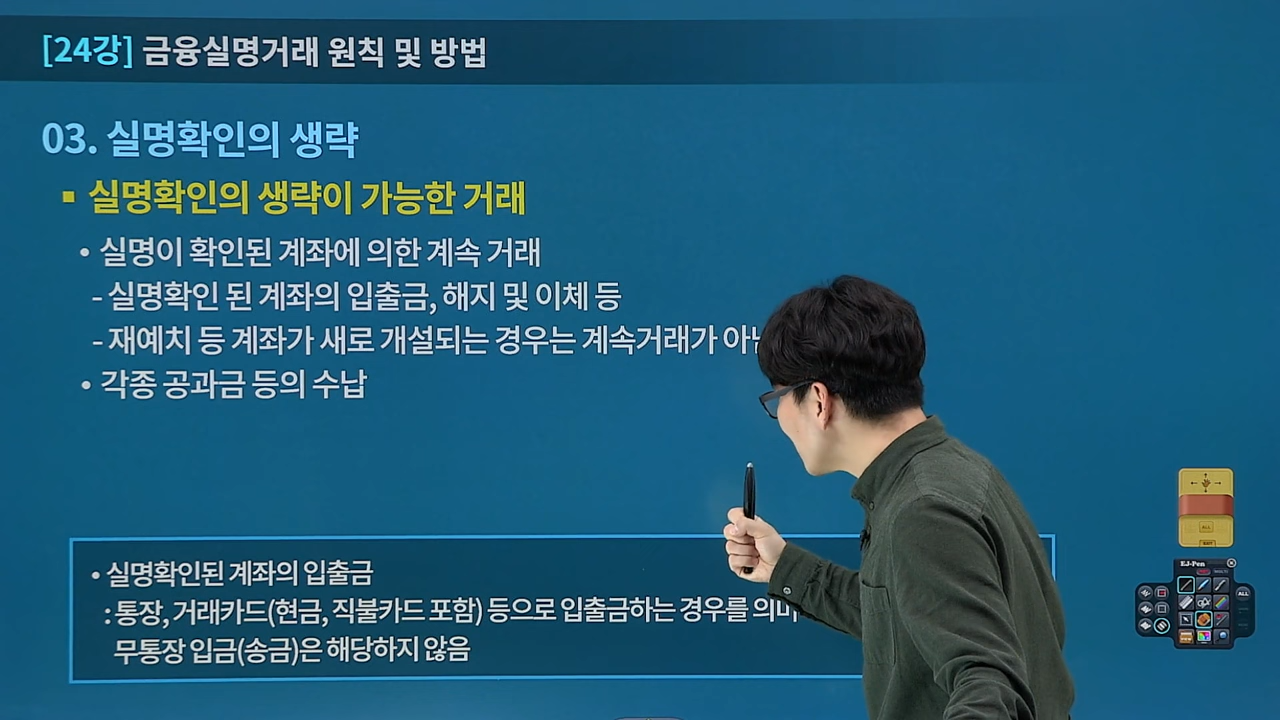 [24강] 금융실명거래 원칙 및 방법
03. 실명확인의 생략
▪ 실명확인의 생략이 가능한 거래
• 실명이 확인된 계좌에 의한 계속 거래
- 실명확인 된 계좌의 입출금, 해지 및 이체 등
- 재예치 등 계좌가 새로 개설되는 경우는 계속거래가
• 각종 공과금 등의 수납
• 실명확인된 계좌의 입출금
: 통장, 거래카드(현금, 직불카드 포함) 등으로 입출금하는 경우를
무통장 입금(송금)은 해당하지 않음
EJ-Pen
ALL
ALL